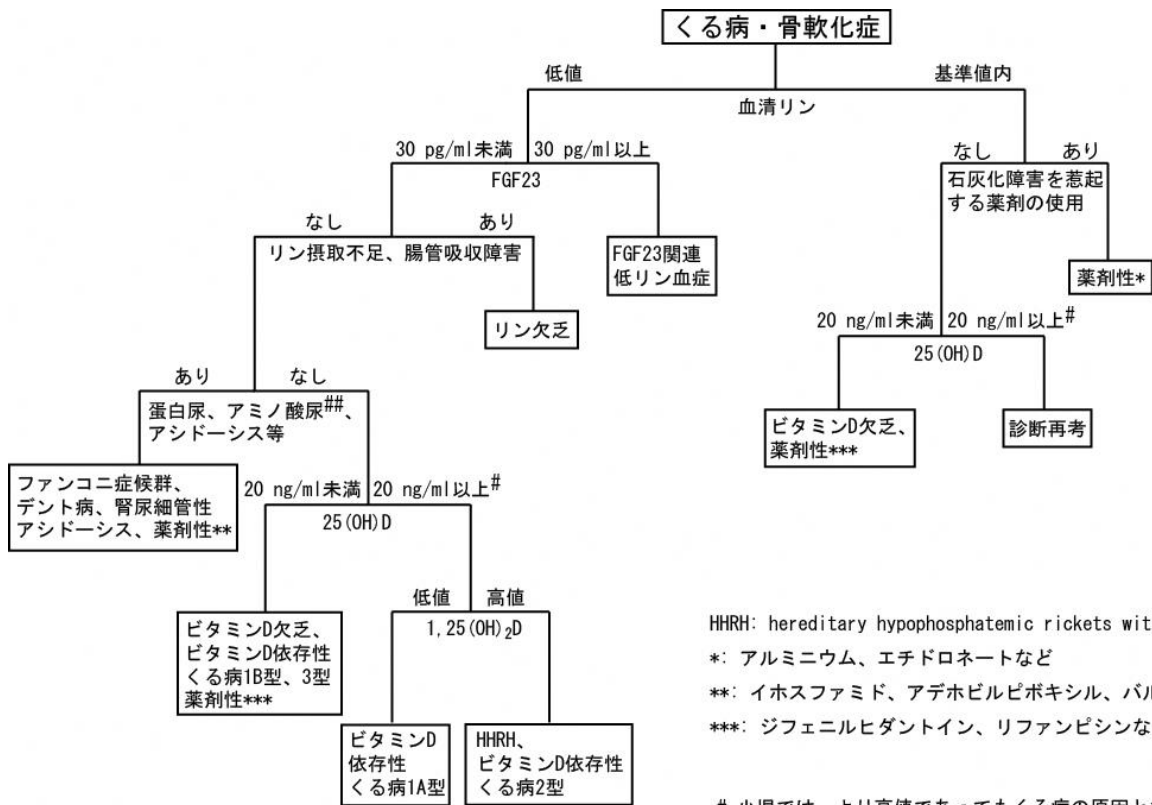 くる病・骨軟化症
低値
基準値内
血清リン
30 pg/ml未満
30 pg/ml以上
FGF23
なし
あり
石灰化障害を惹起
する薬剤の使用
なし
あり
リン摂取不足、腸管吸収障害
FGF23関連
低リン血症
薬剤性*
リン欠乏
20 ng/ml未満
20 ng/ml以上#
25(OH)D
あり
なし
蛋白尿、アミノ酸尿##、
アシドーシス等
ビタミンD欠乏、
薬剤性***
診断再考
ファンコニ症候群、
デント病、腎尿細管性
アシドーシス、薬剤性**
20 ng/ml未満
20 ng/ml以上#
25(OH)D
ビタミンD欠乏、
ビタミンD依存性
くる病1B型、3型
薬剤性***
低値
高値
1,25(OH)₂D
ビタミンD
依存性
くる病1A型
HHRH、
ビタミンD依存性
くる病2型
HHRH: hereditary hypophosphatemic rickets wit
*: アルミニウム、エチドロネートなど
**: イホスファミド、アデホビルピボキシル、バル
***: ジフェニルヒダントイン、リファンピシンな